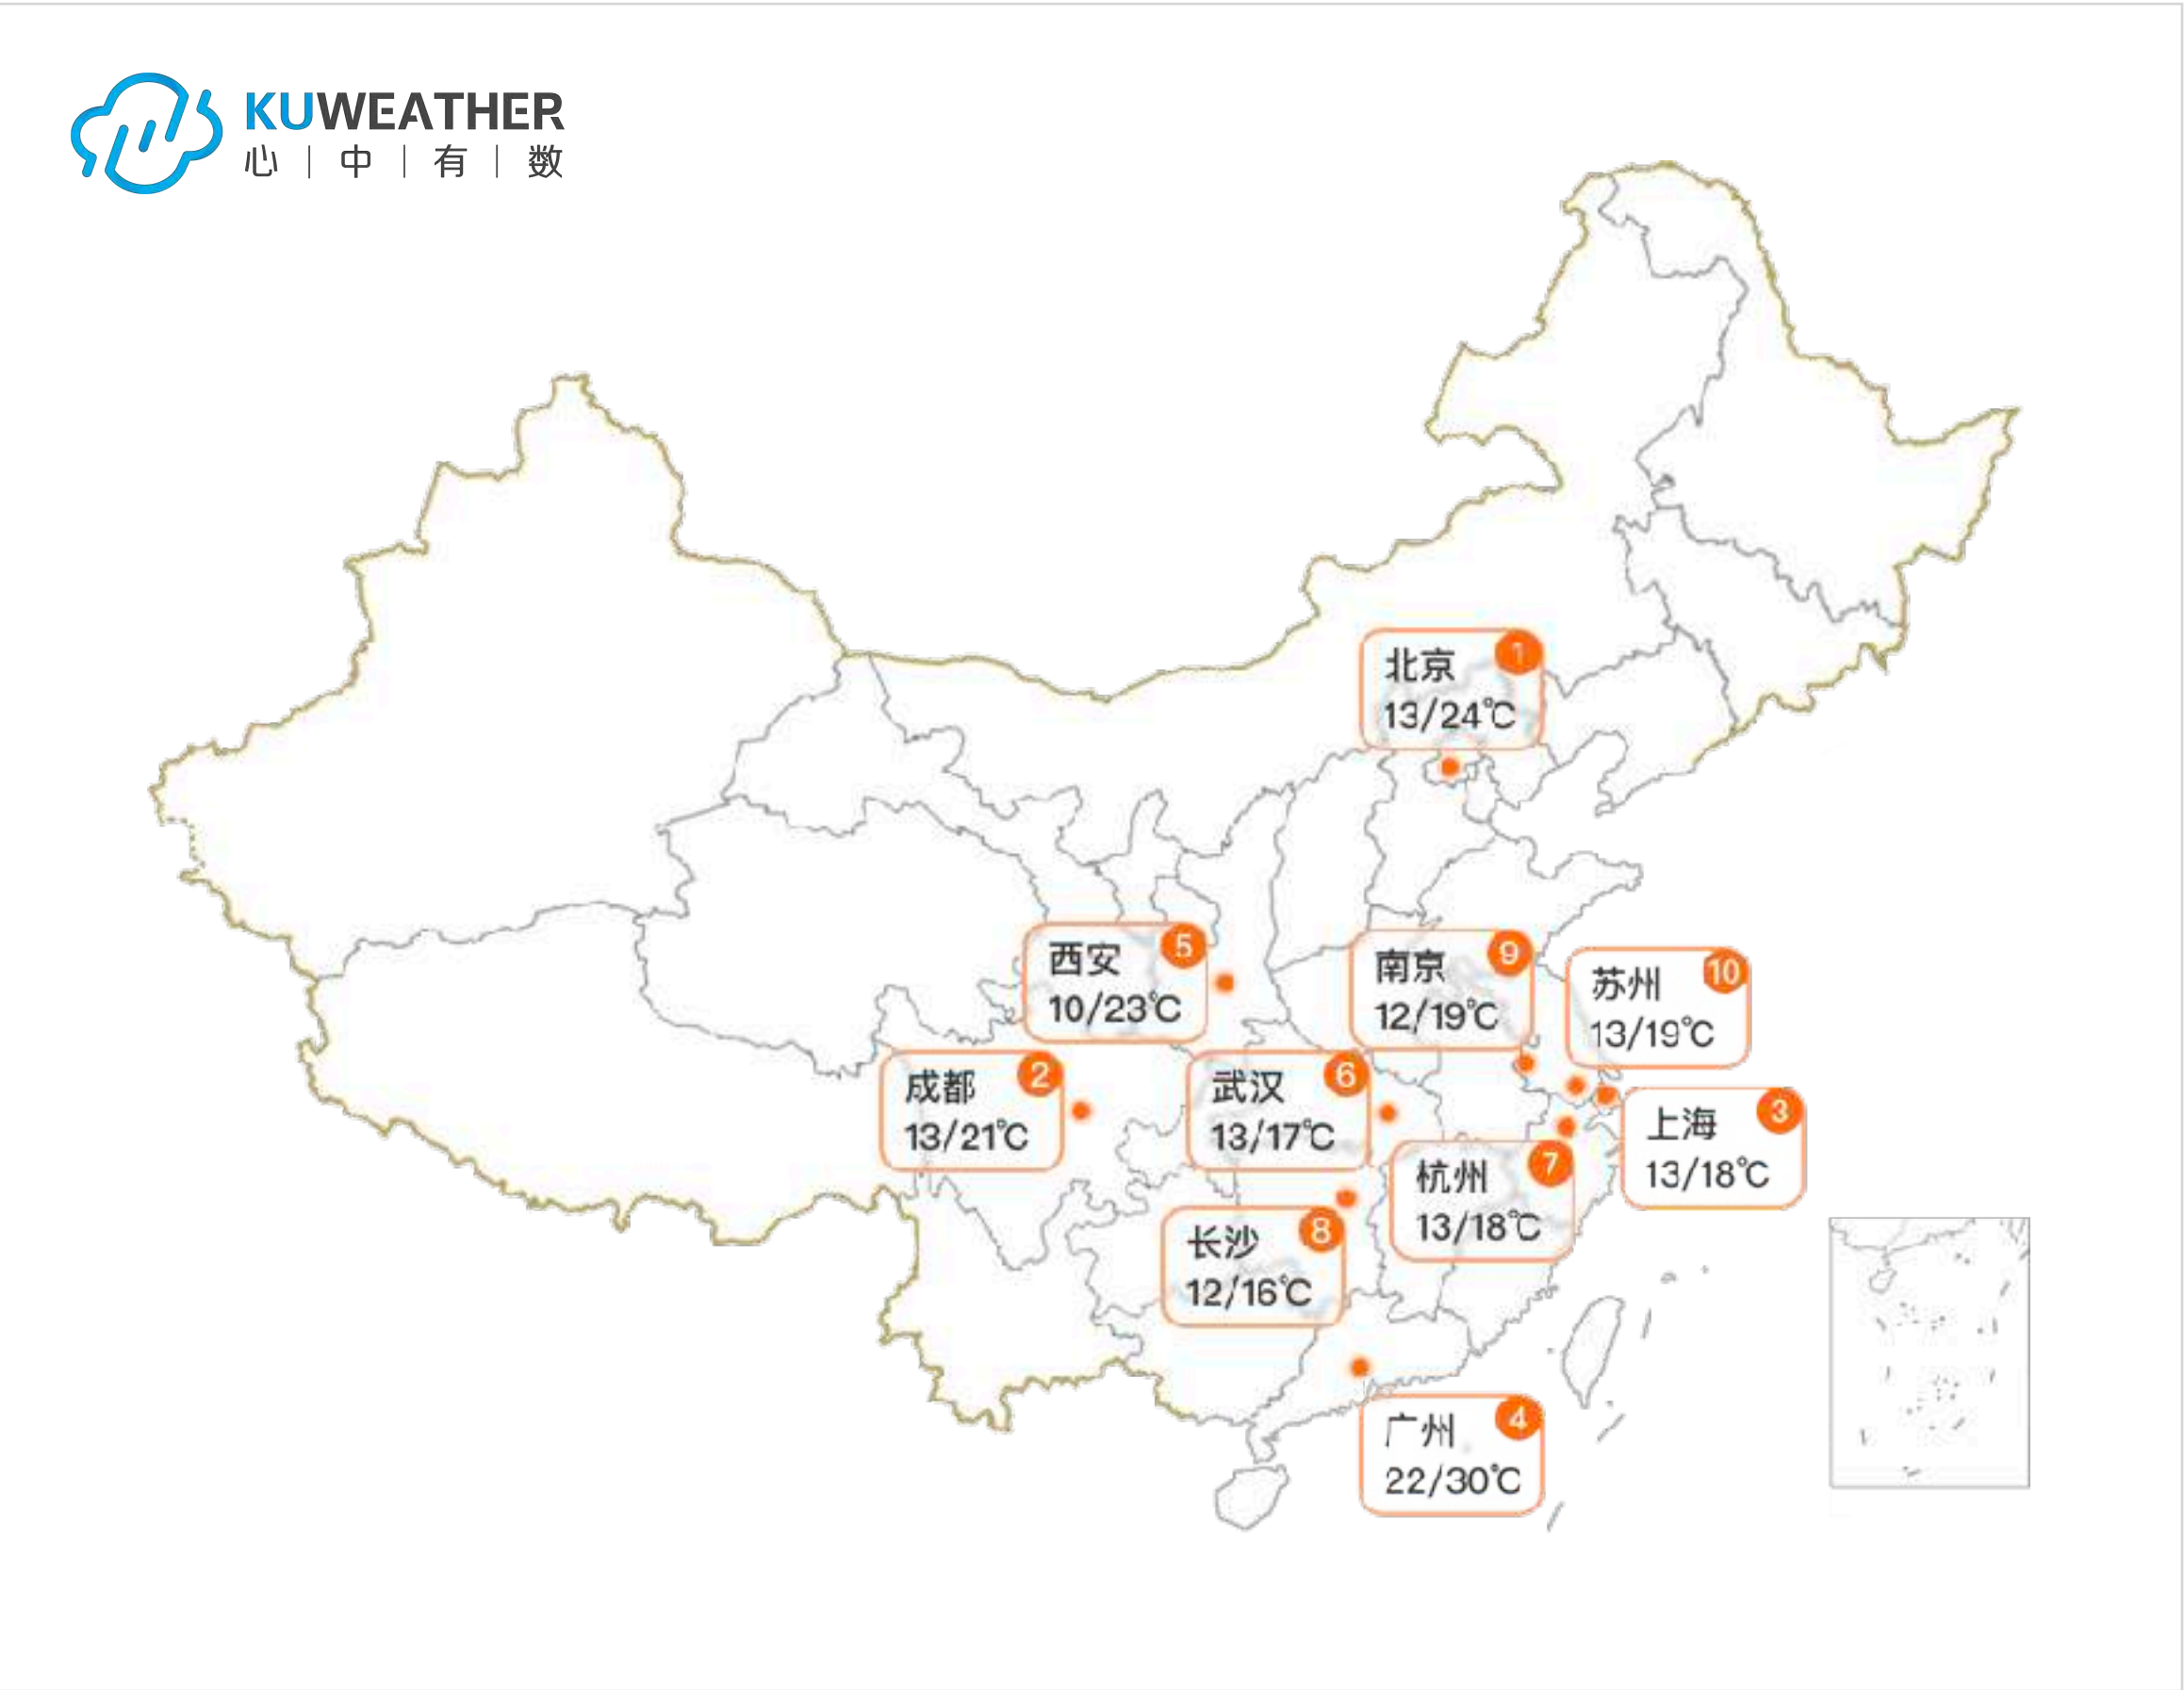 KUWEATHER
心｜中｜有｜数
北京 1
13/24℃
西安 5
10/23℃
南京 9
12/19℃
苏州 10
13/19℃
成都 2
13/21℃
武汉 6
13/17℃
上海 3
13/18℃
杭州 7
13/18℃
长沙 8
12/16℃
广州 4
22/30℃